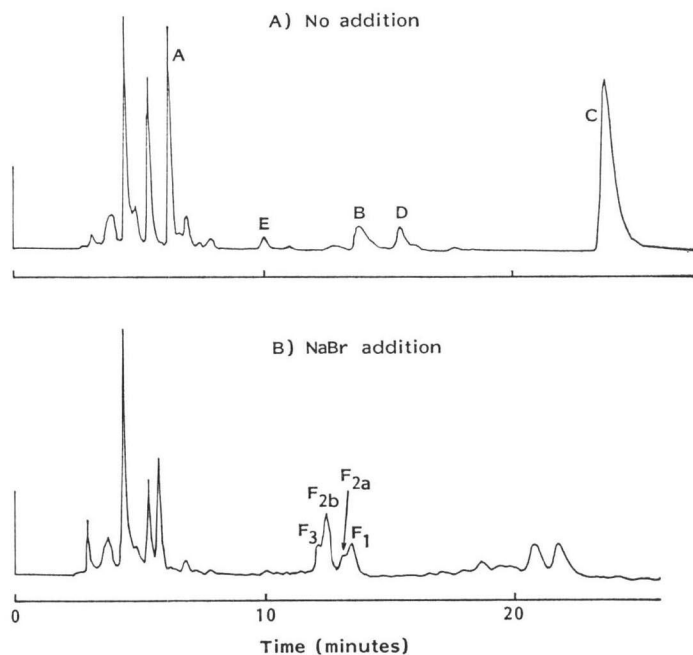 A) No addition
A
C
E
B
D
B) NaBr addition
F2a
F2b
F3
F1
0
10
20
Time (minutes)